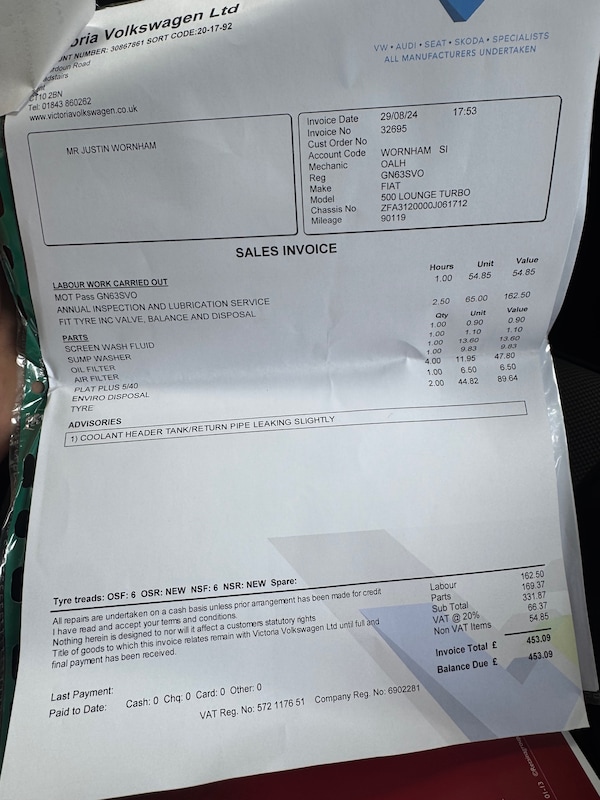 oria Volkswagen Ltd
NT NUMBER: 30867861 SORT CODE:20-17-92
Road
adstairs
CT10 2BN
Tel: 01843 860262
www.victoriavolkswagen.co.uk
VW • AUDI • SEAT • SKODA • SPECIALISTS
ALL MANUFACTURERS UNDERTAKEN
MR JUSTIN WORNHAM
Invoice Date 29/08/24 17:53
Invoice No 32695
Cust Order No
Account Code WORNHAM SI
Mechanic OALH
Reg GN63SVO
Make FIAT
Model 500 LOUNGE TURBO
Chassis No ZFA3120000J061712
Mileage 90119
SALES INVOICE
LABOUR WORK CARRIED OUT Hours Unit Value
MOT Pass GN63SVO 1.00 54.85 54.85
ANNUAL INSPECTION AND LUBRICATION SERVICE 2.50 65.00 162.50
FIT TYRE INC VALVE, BALANCE AND DISPOSAL
PARTS Qty Unit Value
SCREEN WASH FLUID 1.00 0.90 0.90
SUMP WASHER 1.00 1.10 1.10
OIL FILTER 1.00 13.60 13.60
AIR FILTER 1.00 9.83 9.83
PLAT PLUS 5/40 4.00 11.95 47.80
ENVIRO DISPOSAL 1.00 6.50 6.50
TYRE 2.00 44.82 89.64
ADVISORIES
1) COOLANT HEADER TANK/RETURN PIPE LEAKING SLIGHTLY
Tyre treads: OSF: 6 OSR: NEW NSF: 6 NSR: NEW Spare:
All repairs are undertaken on a cash basis unless prior arrangement has been made for credit
I have read and accept your terms and conditions.
Nothing herein is designed to nor will it affect a customers statutory rights
Title of goods to which this invoice relates remain with Victoria Volkswagen Ltd until full and
final payment has been received.
Labour 162.50
Parts 169.37
Sub Total 331.87
VAT @ 20% 66.37
Non VAT Items 54.85
Invoice Total £ 453.09
Balance Due £ 453.09
Last Payment:
Paid to Date: Cash: 0 Chq: 0 Card: 0 Other: 0
VAT Reg. No: 572 1176 51 Company Reg. No: 6902281